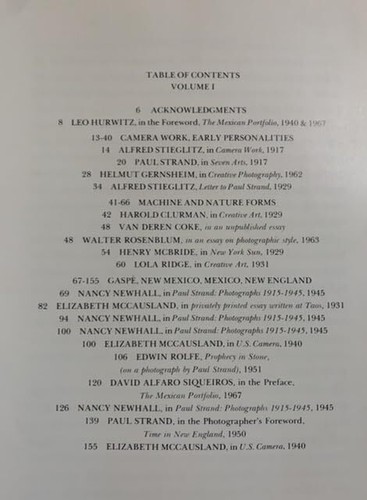 TABLE OF CONTENTS
VOLUME I
6 ACKNOWLEDGMENTS
8 LEO HURWITZ, in the Foreword, The Mexican Portfolio, 1940 & 1967
13-40 CAMERA WORK, EARLY PERSONALITIES
14 ALFRED STIEGLITZ, in Camera Work, 1917
20 PAUL STRAND, in Seven Arts, 1917
28 HELMUT GERNSHEIM, in Creative Photography, 1962
34 ALFRED STIEGLITZ, Letter to Paul Strand, 1929
41-66 MACHINE AND NATURE FORMS
42 HAROLD CLURMAN, in Creative Art, 1929
48 VAN DEREN COKE, in an unpublished essay
48 WALTER ROSENBLUM, in an essay on photographic style, 1963
54 HENRY McBRIDE, in New York Sun, 1929
60 LOLA RIDGE, in Creative Art, 1931
67-155 GASPÉ, NEW MEXICO, MEXICO, NEW ENGLAND
69 NANCY NEWHALL, in Paul Strand: Photographs 1915-1945, 1945
82 ELIZABETH McCAUSLAND, in privately printed essay written at Taos, 1931
94 NANCY NEWHALL, in Paul Strand: Photographs 1915-1945, 1945
100 NANCY NEWHALL, in Paul Strand: Photographs 1915-1945, 1945
100 ELIZABETH McCAUSLAND, in U.S. Camera, 1940
106 EDWIN ROLFE, Prophecy in Stone,
(on a photograph by Paul Strand), 1951
120 DAVID ALFARO SIQUEIROS, in the Preface,
The Mexican Portfolio, 1967
126 NANCY NEWHALL, in Paul Strand: Photographs 1915-1945, 1945
139 PAUL STRAND, in the Photographer's Foreword,
Time in New England, 1950
155 ELIZABETH McCAUSLAND, in U.S. Camera, 1940